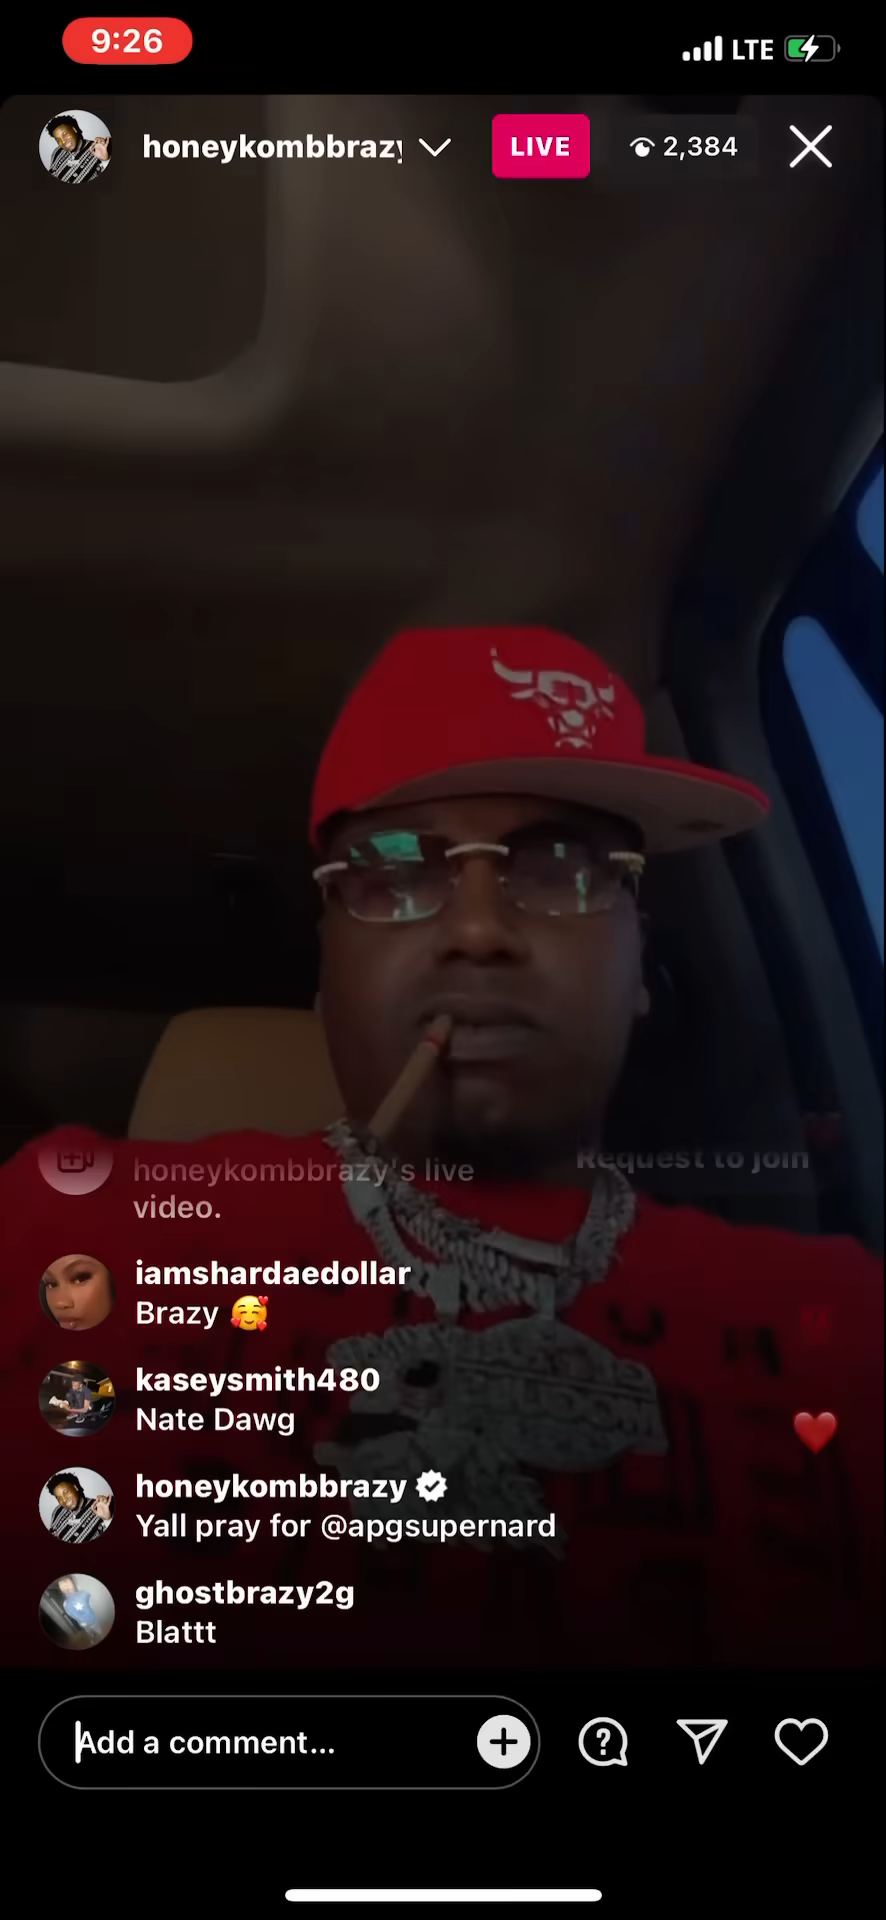 9:26
LTE
honeykombbrazy
LIVE
2,384
honeykombbrazy's live
video.
Request to join
iamshardaedollar
Brazy 🥰
kaseysmith480
Nate Dawg
honeykombbrazy
Yall pray for @apgsupernard
ghostbrazy2g
Blattt
Add a comment...